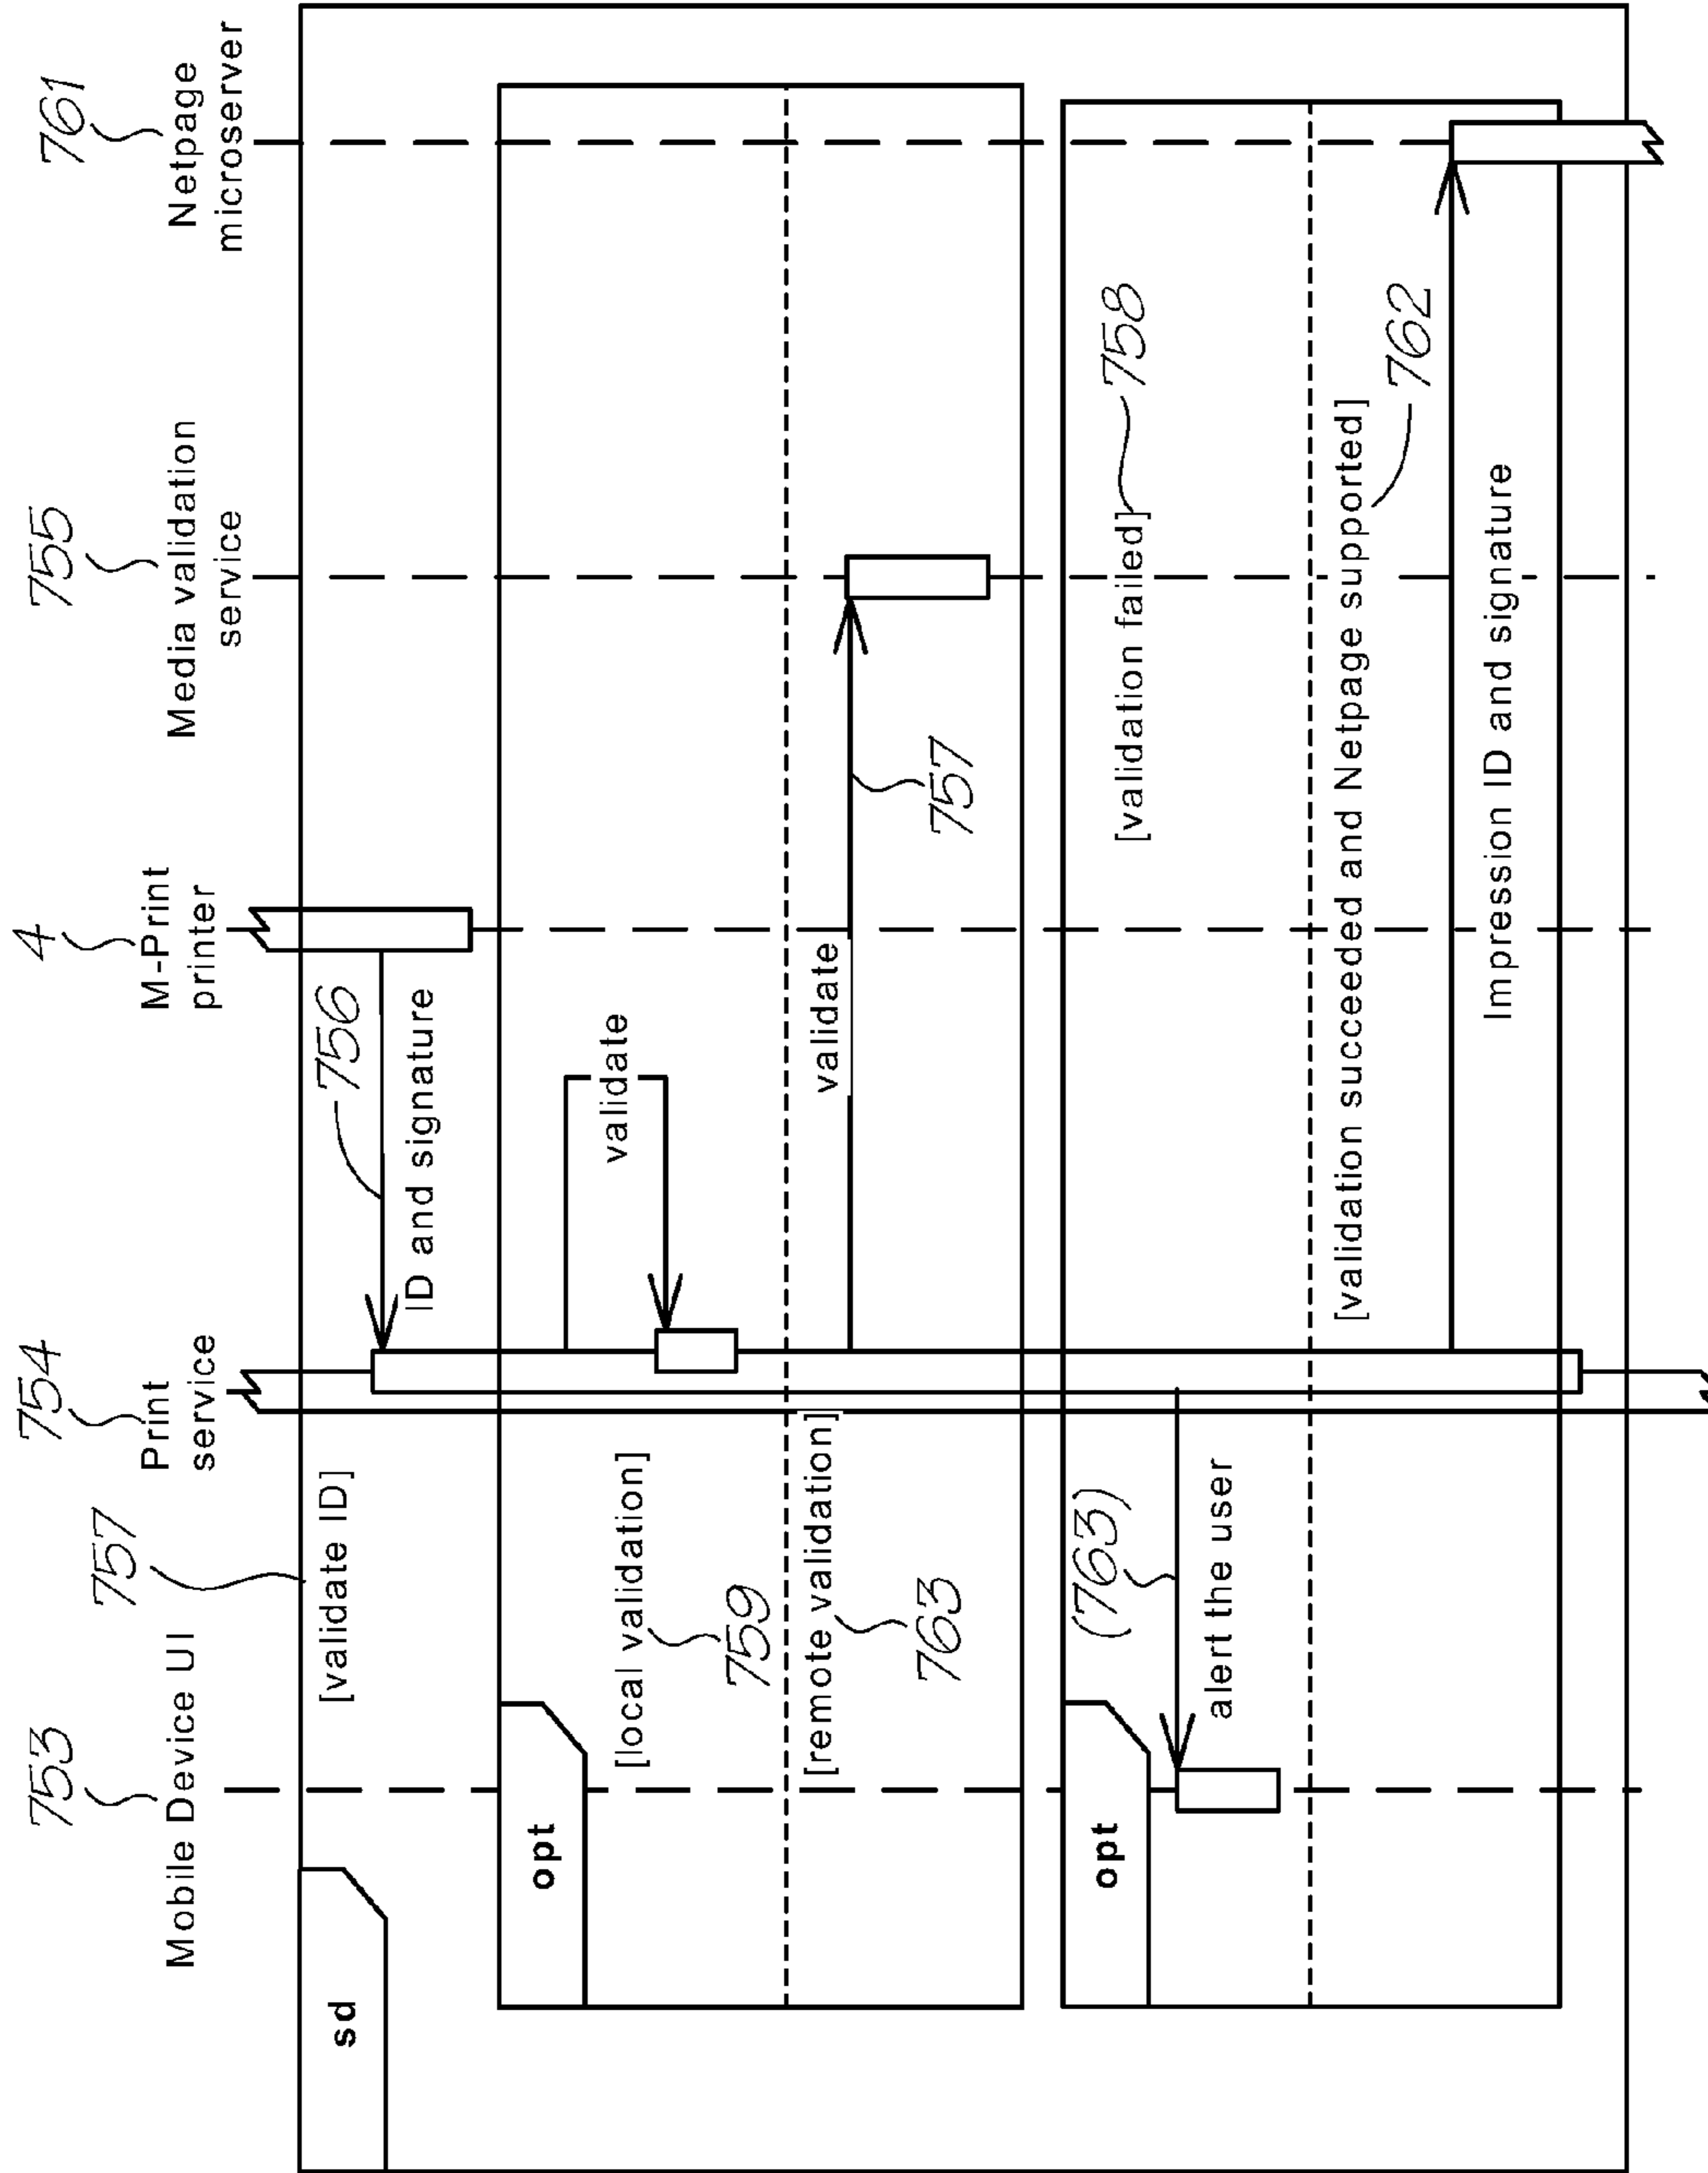 753
Mobile Device UI
757
754
Print
service
4
M-Print
printer
755
Media validation
service
761
Netpage
microserver
sd
[validate ID]
756
ID and signature
opt
[local validation]
759
validate
[remote validation]
763
validate
757
opt
[validation failed]
758
(763)
alert the user
[validation succeeded and Netpage supported]
762
Impression ID and signature